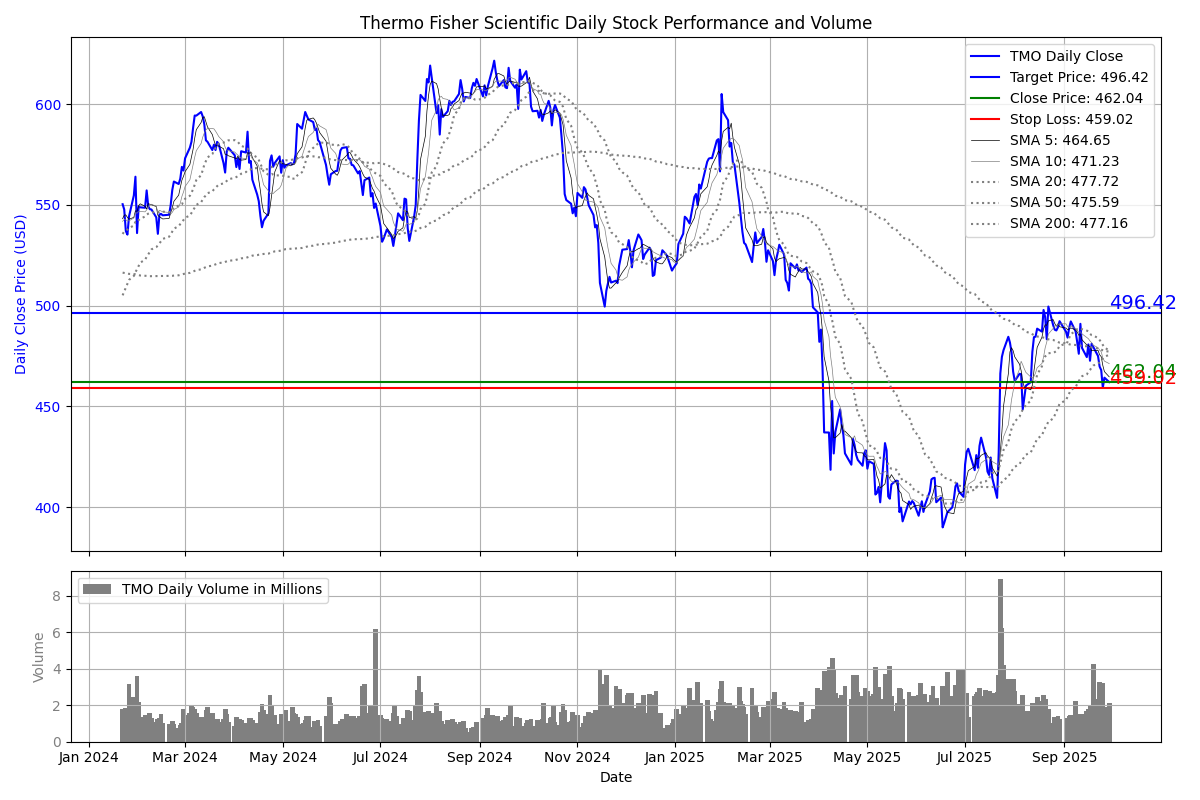 Thermo Fisher Scientific Daily Stock Performance and Volume
TMO Daily Close
Target Price: 496.42
Close Price: 462.04
Stop Loss: 459.02
SMA 5: 464.65
SMA 10: 471.23
SMA 20: 477.72
SMA 50: 475.59
SMA 200: 477.16
Daily Close Price (USD)
600
550
500
450
400
496.42
462.04
459.02
TMO Daily Volume in Millions
Volume
8
6
4
2
0
Jan 2024 Mar 2024 May 2024 Jul 2024 Sep 2024 Nov 2024 Jan 2025 Mar 2025 May 2025 Jul 2025 Sep 2025
Date